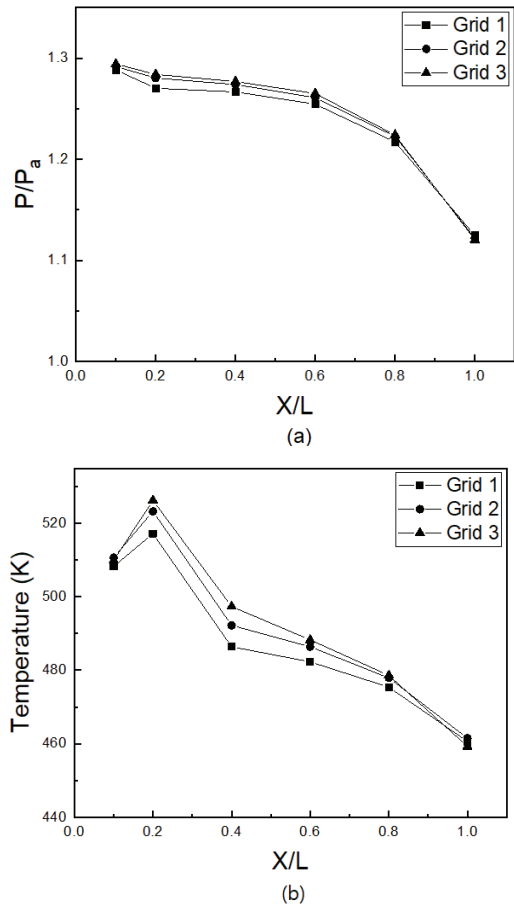 Grid 1
Grid 2
Grid 3
P/Pa
1.3
1.2
1.1
1.0
0.0 0.2 0.4 0.6 0.8 1.0
X/L
(a)
Grid 1
Grid 2
Grid 3
Temperature (K)
520
500
480
460
440
0.0 0.2 0.4 0.6 0.8 1.0
X/L
(b)